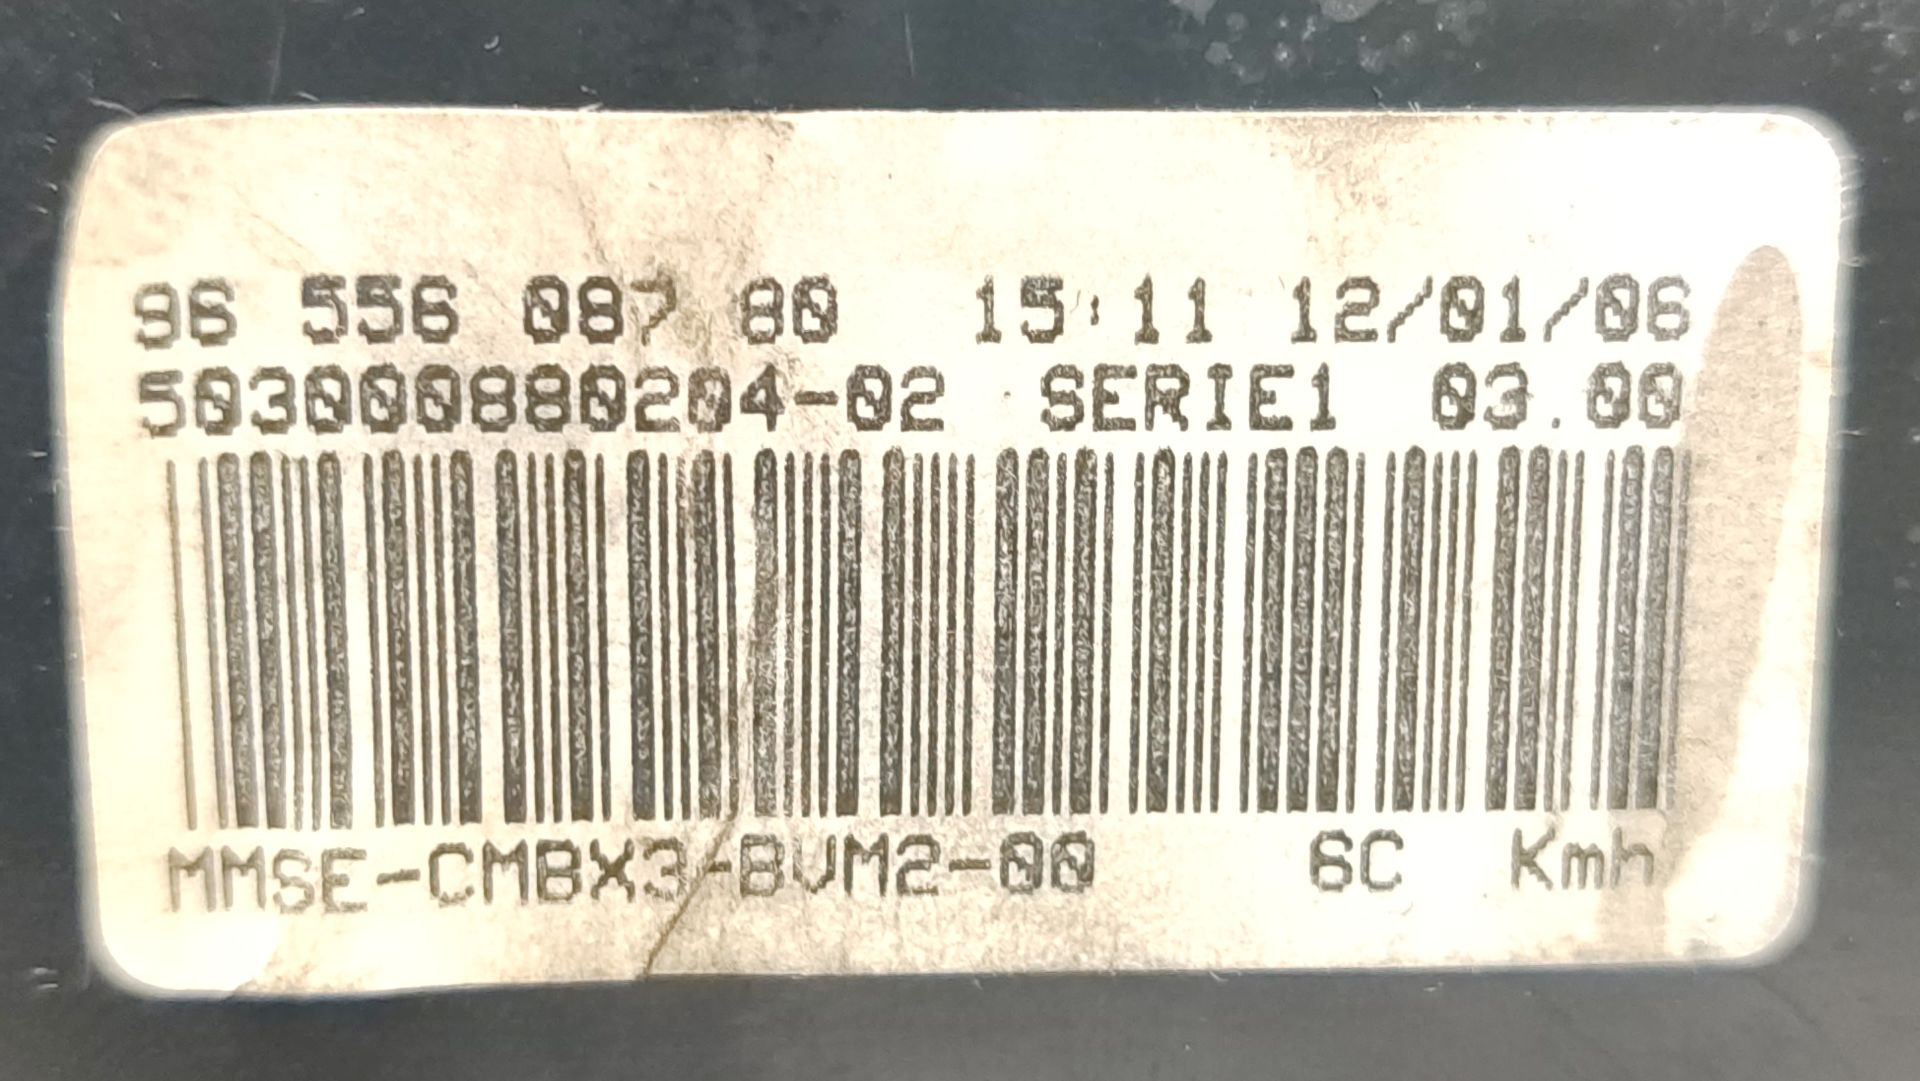 96 556 087 80 15:11 12/01/06
503000880204-02 SERIE1 03.00
MMSE-CMBX3-BVM2-00 6C Kmh